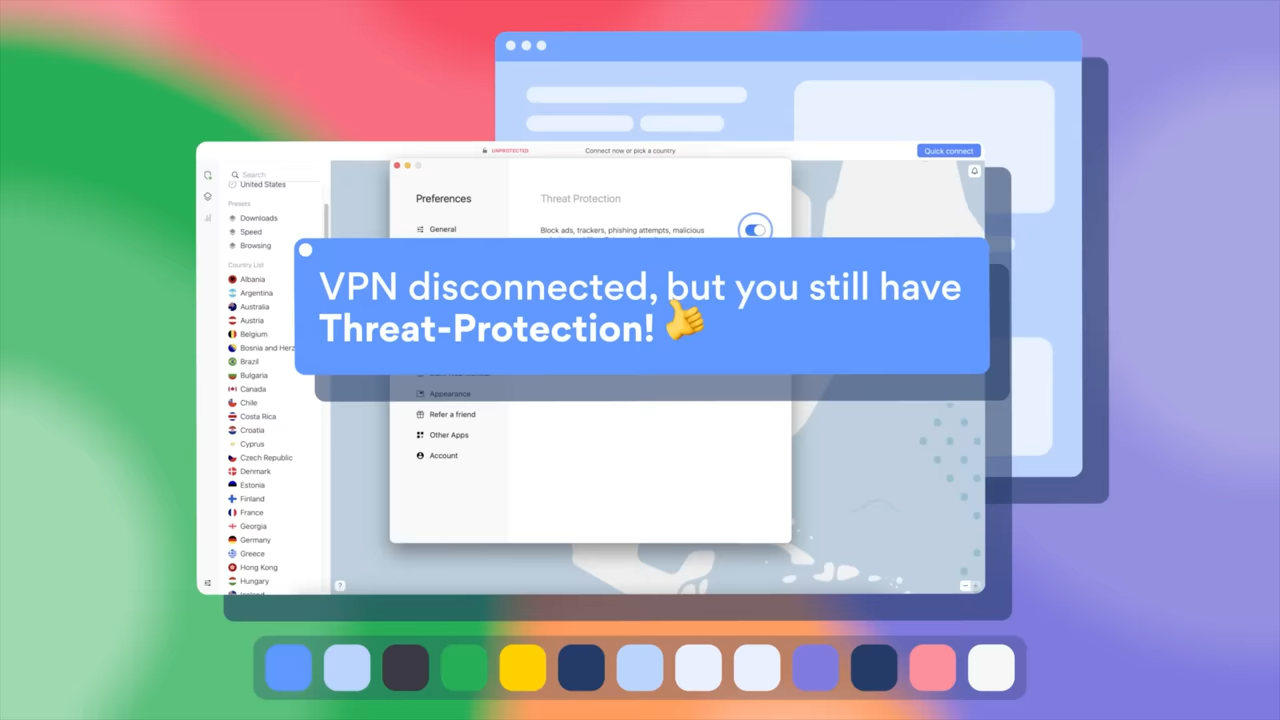 UNPROTECTED
Connect now or pick a country
Quick connect
Search
United States
Presets
Downloads
Speed
Browsing
Country List
Albania
Argentina
Australia
Austria
Belgium
Bosnia and Herz
Brazil
Bulgaria
Canada
Chile
Costa Rica
Croatia
Cyprus
Czech Republic
Denmark
Estonia
Finland
France
Georgia
Germany
Greece
Hong Kong
Hungary
Preferences
General
Threat Protection
Block ads, trackers, phishing attempts, malicious
VPN disconnected, but you still have
Threat-Protection! 👍
Appearance
Refer a friend
Other Apps
Account
?